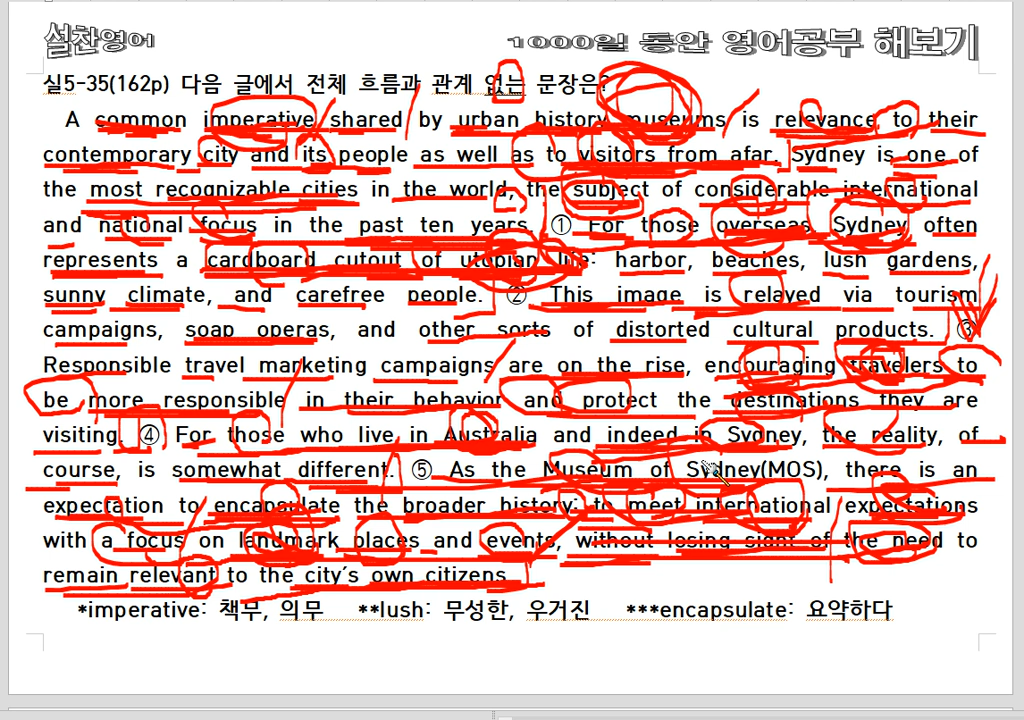 설찬영어 1000일 동안 영어공부 해보기
실5-35(162p) 다음 글에서 전체 흐름과 관계 없는 문장은?
A common imperative shared by urban history museums is relevance to their
contemporary city and its people as well as to visitors from afar. Sydney is one of
the most recognizable cities in the world, the subject of considerable international
and national focus in the past ten years. ① For those overseas, Sydney often
represents a cardboard cutout of utopian life: harbor, beaches, lush gardens,
sunny climate, and carefree people. ② This image is relayed via tourism
campaigns, soap operas, and other sorts of distorted cultural products. ③
Responsible travel marketing campaigns are on the rise, encouraging travelers to
be more responsible in their behavior and protect the destinations they are
visiting. ④ For those who live in Australia and indeed in Sydney, the reality, of
course, is somewhat different. ⑤ As the Museum of Sydney(MOS), there is an
expectation to encapsulate the broader history: to meet international expectations
with a focus on landmark places and events, without losing sight of the need to
remain relevant to the city's own citizens.
*imperative: 책무, 의무 **lush: 무성한, 우거진 ***encapsulate: 요약하다